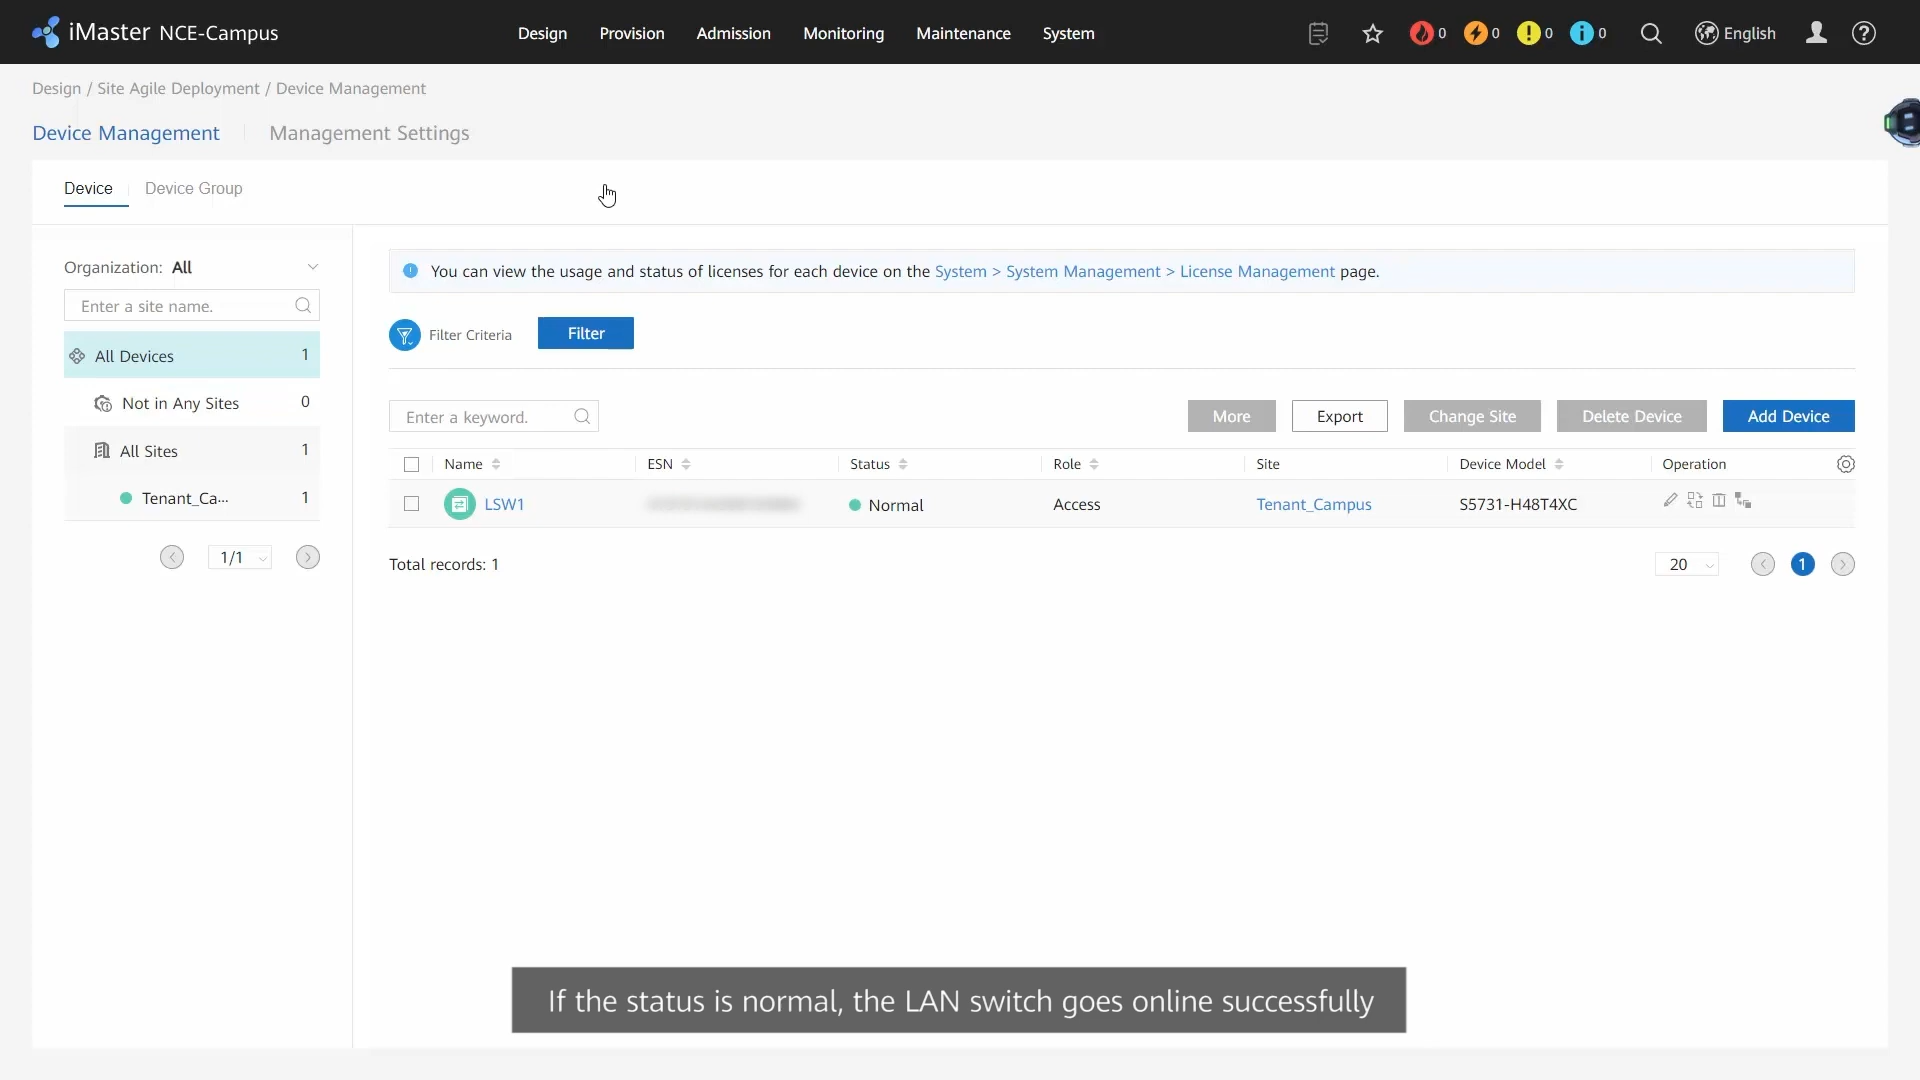 iMaster NCE-Campus
Design Provision Admission Monitoring Maintenance System
0 0 0 0 English
Design / Site Agile Deployment / Device Management
Device Management Management Settings
Device Device Group
Organization: All
Enter a site name.
All Devices 1
Not in Any Sites 0
All Sites 1
Tenant_Ca...
1
1/1
You can view the usage and status of licenses for each device on the System > System Management > License Management page.
Filter Criteria Filter
Enter a keyword.
More Export Change Site Delete Device Add Device
Name ESN Status Role Site Device Model Operation
LSW1 Normal Access Tenant_Campus S5731-H48T4XC
Total records: 1
20 1
If the status is normal, the LAN switch goes online successfully